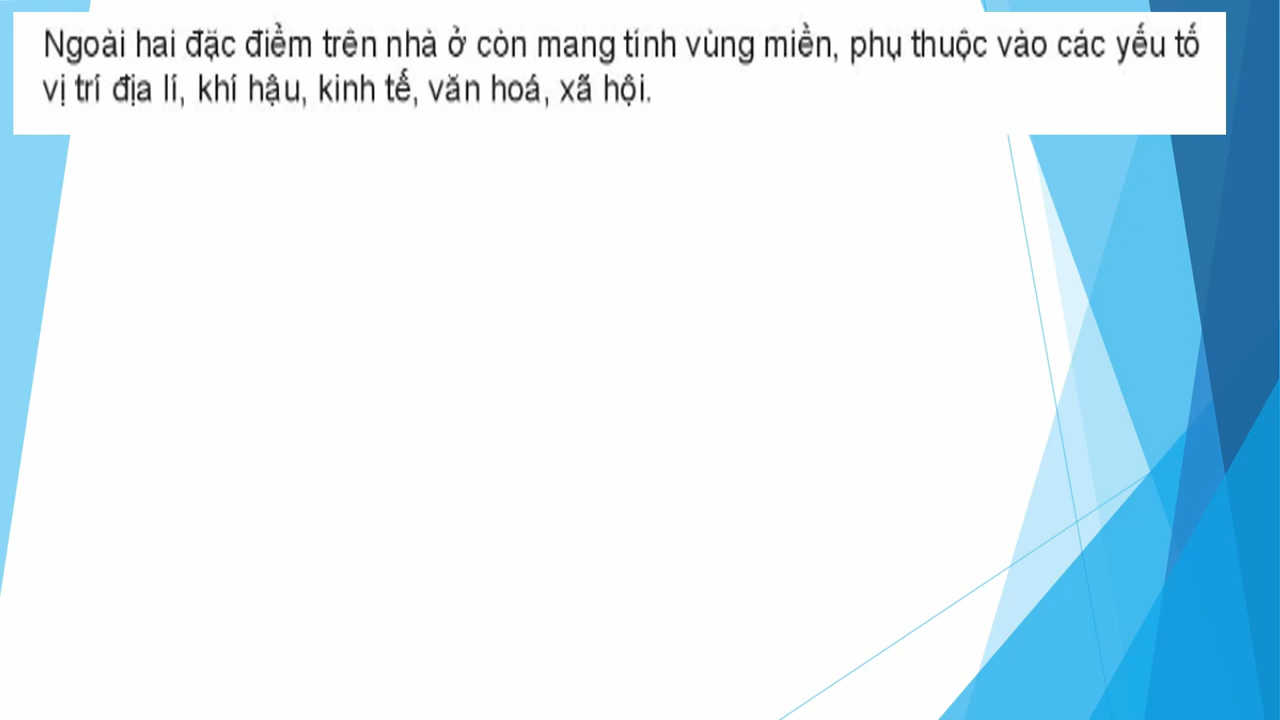 Ngoài hai đặc điểm trên nhà ở còn mang tính vùng miền, phụ thuộc vào các yếu tố
vị trí địa lí, khí hậu, kinh tế, văn hoá, xã hội.